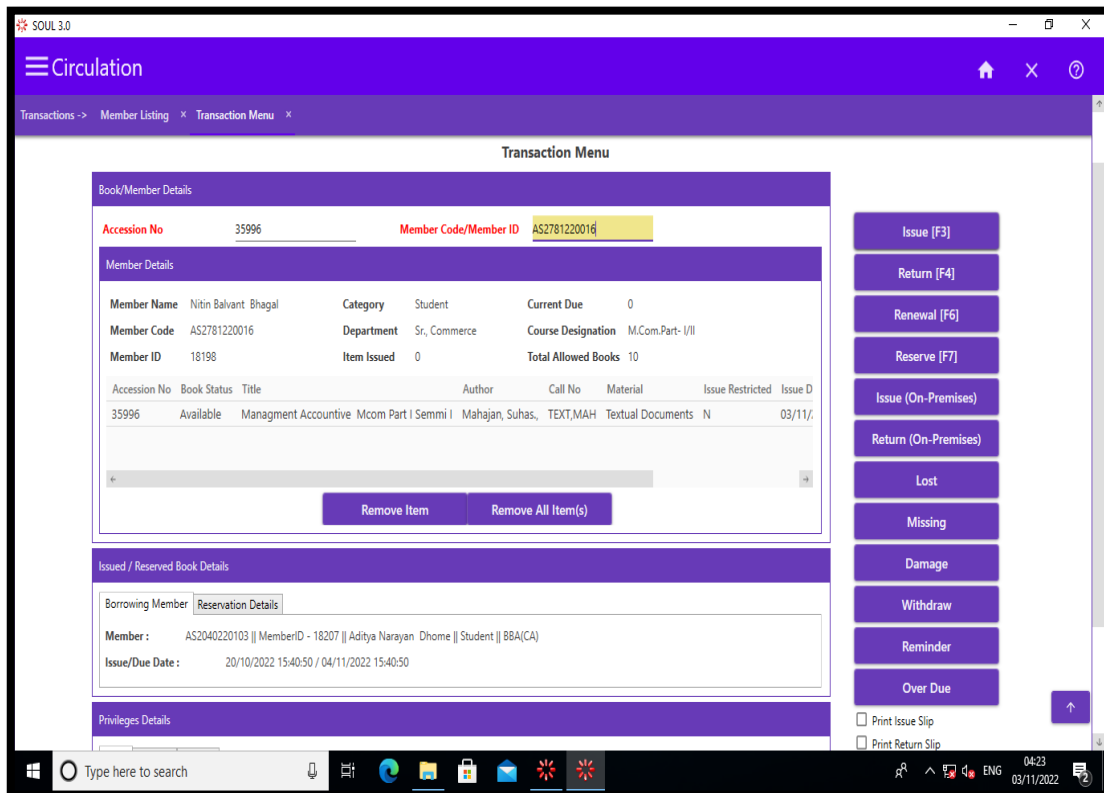 SOUL 3.0
Circulation
Transactions -> Member Listing x Transaction Menu x
Transaction Menu
Book/Member Details
Accession No 35996 Member Code/Member ID AS2781220016
Member Details
Member Name Nitin Balvant Bhagal Category Student Current Due 0
Member Code AS2781220016 Department Sr., Commerce Course Designation M.Com.Part- I/II
Member ID 18198 Item Issued 0 Total Allowed Books 10
Accession No Book Status Title Author Call No Material Issue Restricted Issue D
35996 Available Managment Accountive Mcom Part I Semmi I Mahajan, Suhas., TEXT,MAH Textual Documents N 03/11/
Remove Item Remove All Item(s)
Issued / Reserved Book Details
Borrowing Member Reservation Details
Member : AS2040220103 || MemberID - 18207 || Aditya Narayan Dhome || Student || BBA(CA)
Issue/Due Date : 20/10/2022 15:40:50 / 04/11/2022 15:40:50
Privileges Details
Issue [F3]
Return [F4]
Renewal [F6]
Reserve [F7]
Issue (On-Premises)
Return (On-Premises)
Lost
Missing
Damage
Withdraw
Reminder
Over Due
Print Issue Slip
Print Return Slip
Type here to search
ENG
04:23
03/11/2022
2